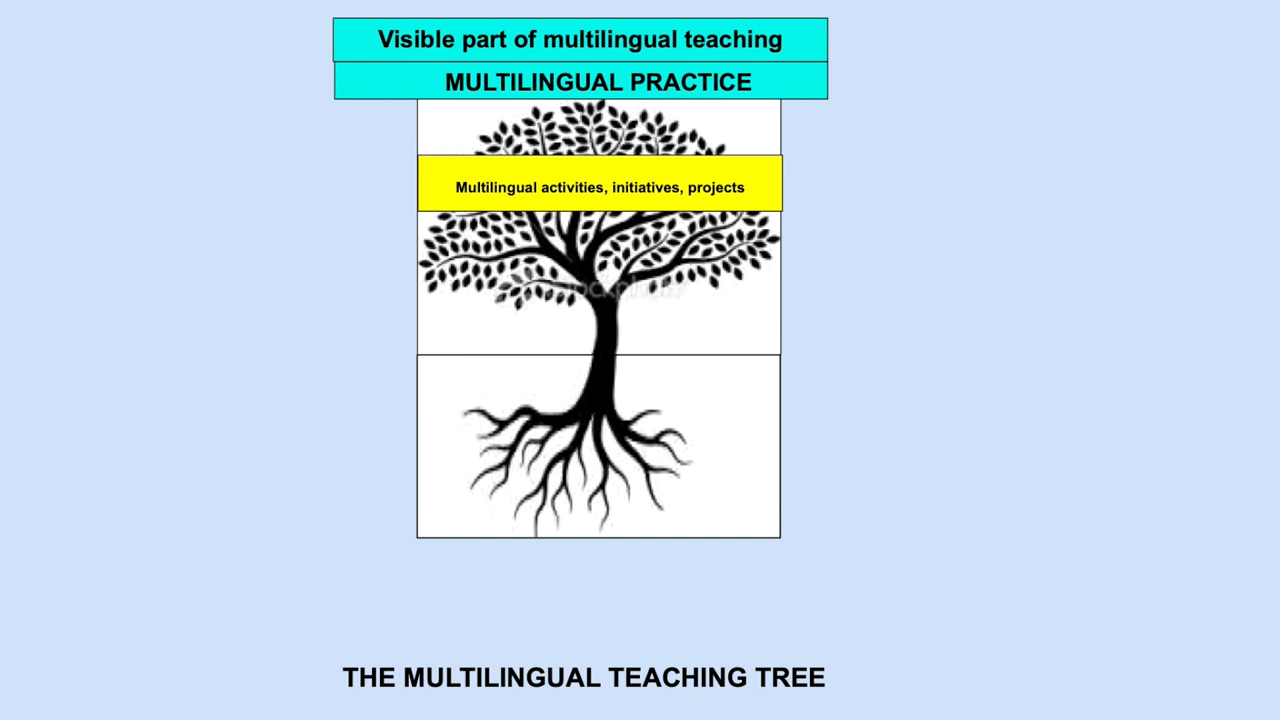 Visible part of multilingual teaching
MULTILINGUAL PRACTICE
Multilingual activities, initiatives, projects
THE MULTILINGUAL TEACHING TREE